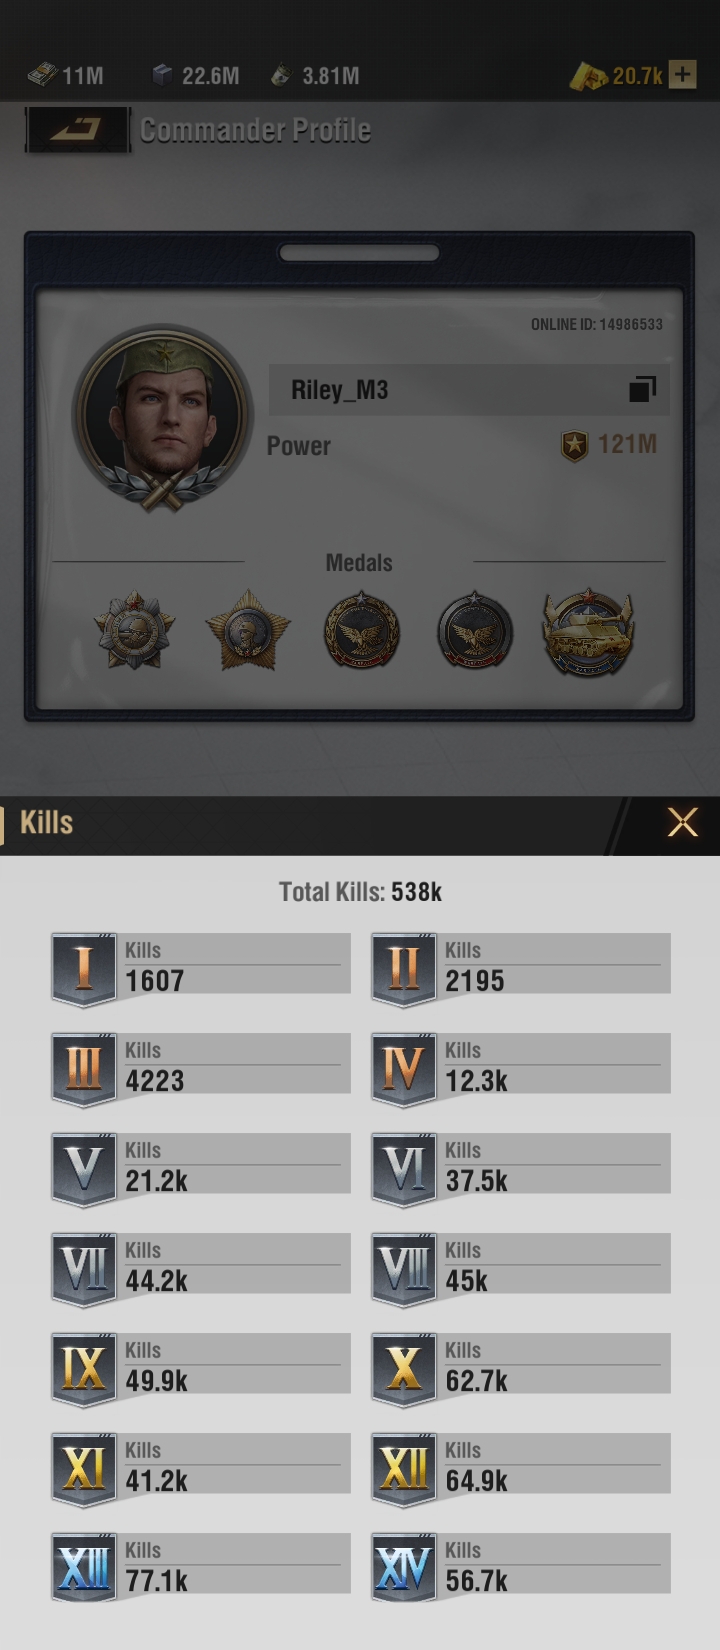 11M 22.6M 3.81M 20.7k +
Commander Profile
ONLINE ID: 14986533
Riley_M3
Power 121M
Medals
Kills
Total Kills: 538k
I Kills 1607
II Kills 2195
III Kills 4223
IV Kills 12.3k
V Kills 21.2k
VI Kills 37.5k
VII Kills 44.2k
VIII Kills 45k
IX Kills 49.9k
X Kills 62.7k
XI Kills 41.2k
XII Kills 64.9k
XIII Kills 77.1k
XIV Kills 56.7k